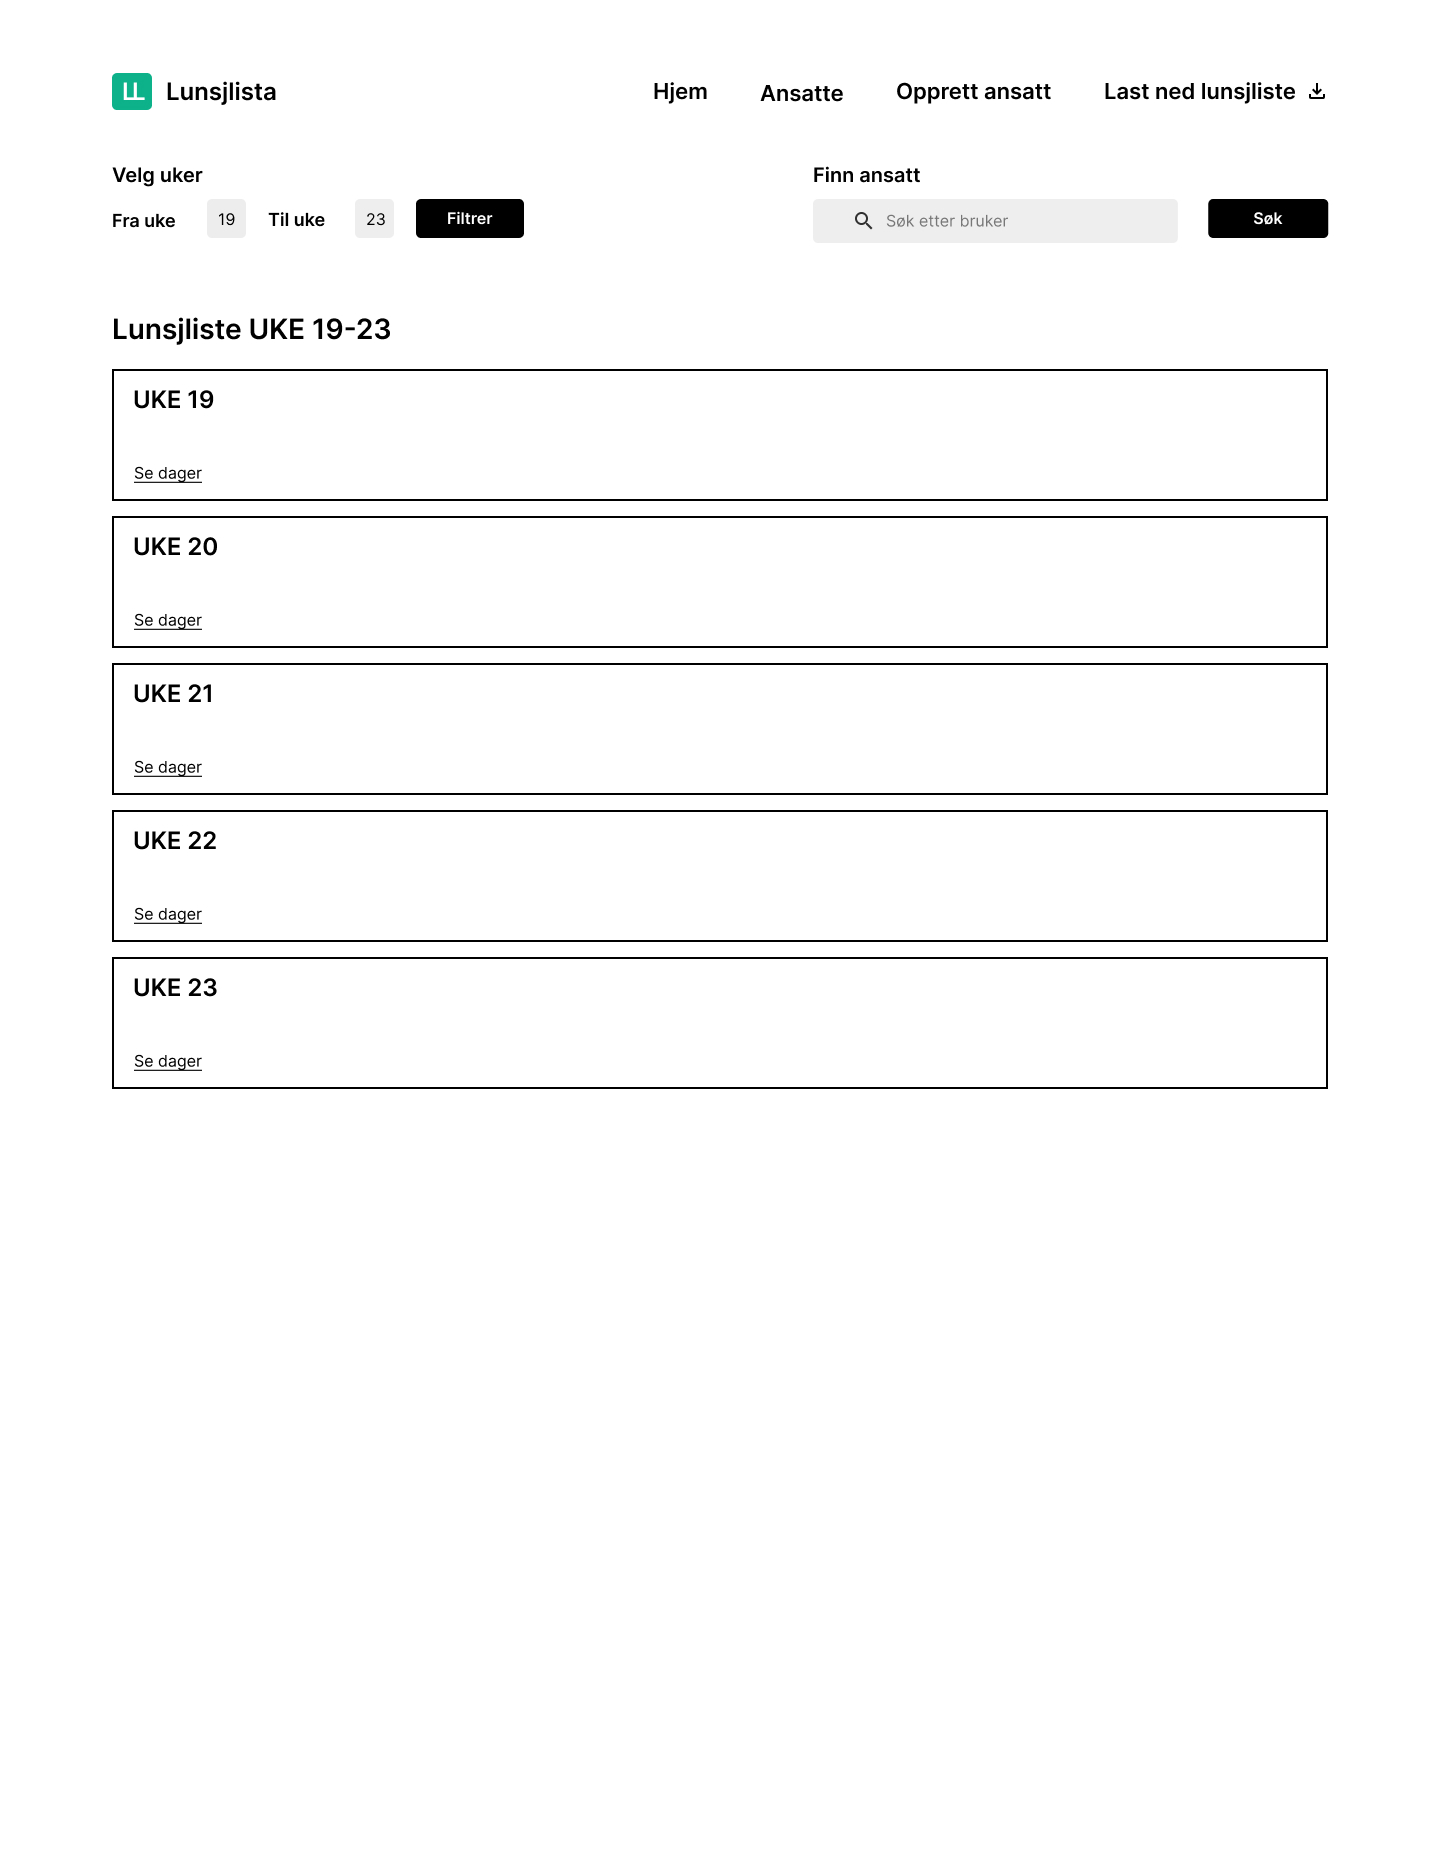 LL Lunsjlista Hjem Ansatte Opprett ansatt Last ned lunsjliste
Velg uker
Fra uke 19 Til uke 23 Filtrer
Finn ansatt
Søk etter bruker Søk
Lunsjliste UKE 19-23
UKE 19
Se dager
UKE 20
Se dager
UKE 21
Se dager
UKE 22
Se dager
UKE 23
Se dager